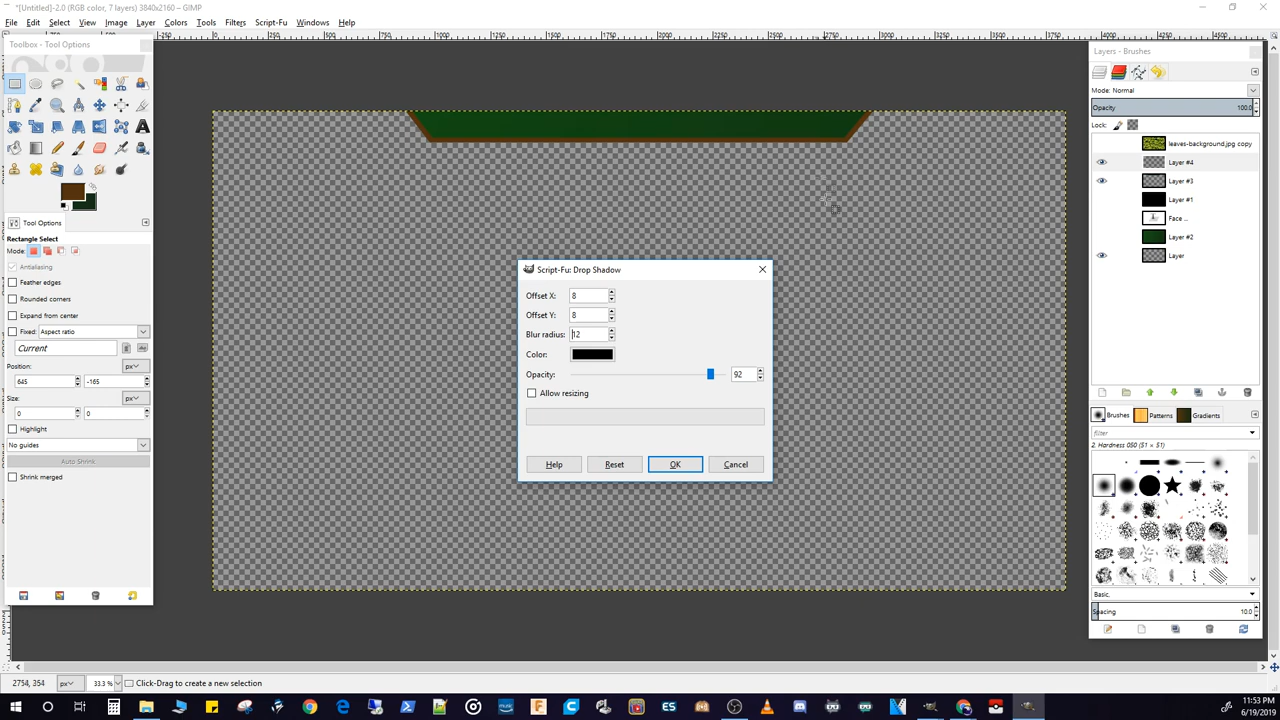 *[Untitled]-2.0 (RGB color, 7 layers) 3840x2160 – GIMP
File Edit Select View Image Layer Colors Tools Filters Script-Fu Windows Help
Toolbox - Tool Options
Layers - Brushes
Mode: Normal
Opacity 100.0
Lock:
leaves-background.jpg copy
Layer #4
Layer #3
Layer #1
Face ...
Layer #2
Layer
Tool Options
Rectangle Select
Mode:
Antialiasing
Feather edges
Rounded corners
Expand from center
Fixed: Aspect ratio
Current
Position: px
645 -165
Size: px
0 0
Highlight
No guides
Auto Shrink
Shrink merged
Script-Fu: Drop Shadow
Offset X: 8
Offset Y: 8
Blur radius: 12
Color:
Opacity: 92
Allow resizing
Help Reset OK Cancel
Brushes Patterns Gradients
filter
2. Hardness 050 (51 × 51)
Basic,
Spacing 10.0
2754, 354 px 33.3 % Click-Drag to create a new selection
ES
11:53 PM
6/19/2019